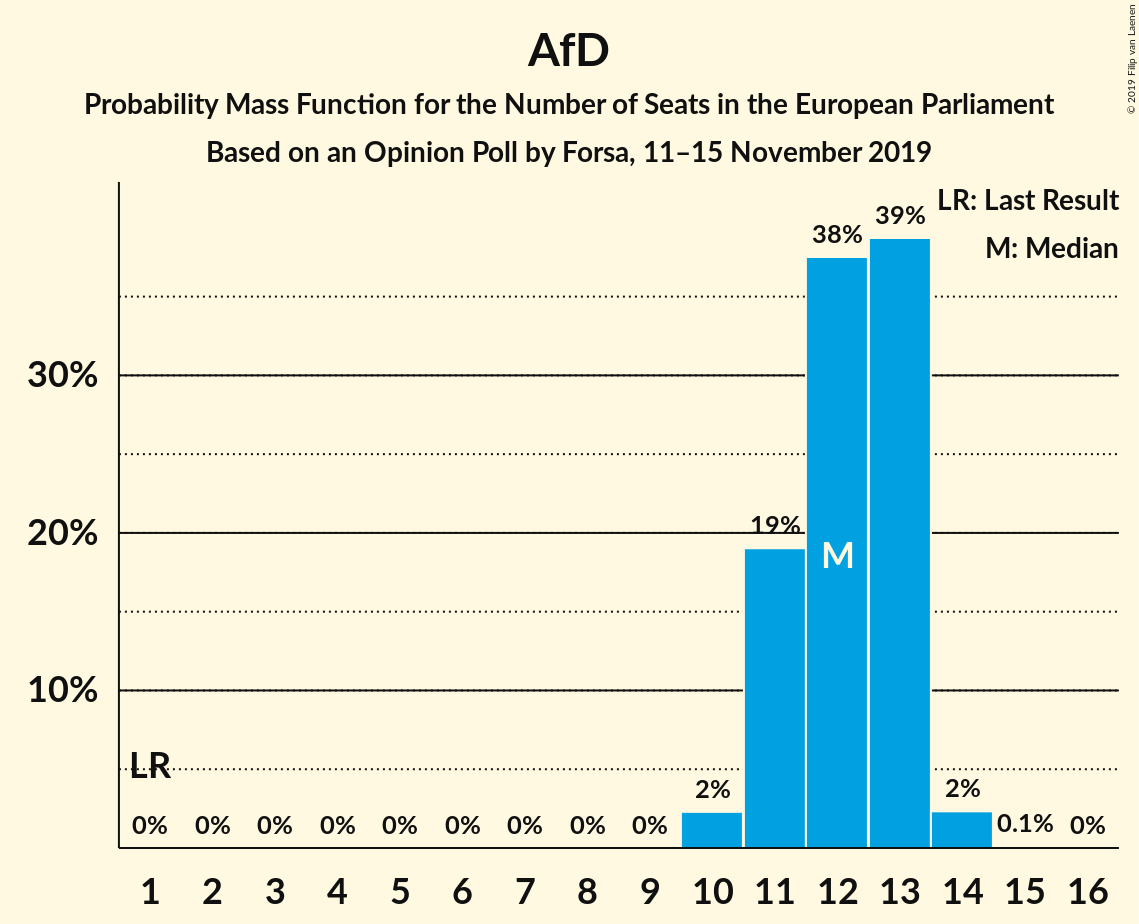 AfD
Probability Mass Function for the Number of Seats in the European Parliament
Based on an Opinion Poll by Forsa, 11–15 November 2019
© 2019 Filip van Laenen
LR: Last Result
M: Median
39%
38%
30%
19%
20%
M
10%
LR
2%
2%
0% 0% 0% 0% 0% 0% 0% 0% 0% 0.1% 0%
1 2 3 4 5 6 7 8 9 10 11 12 13 14 15 16